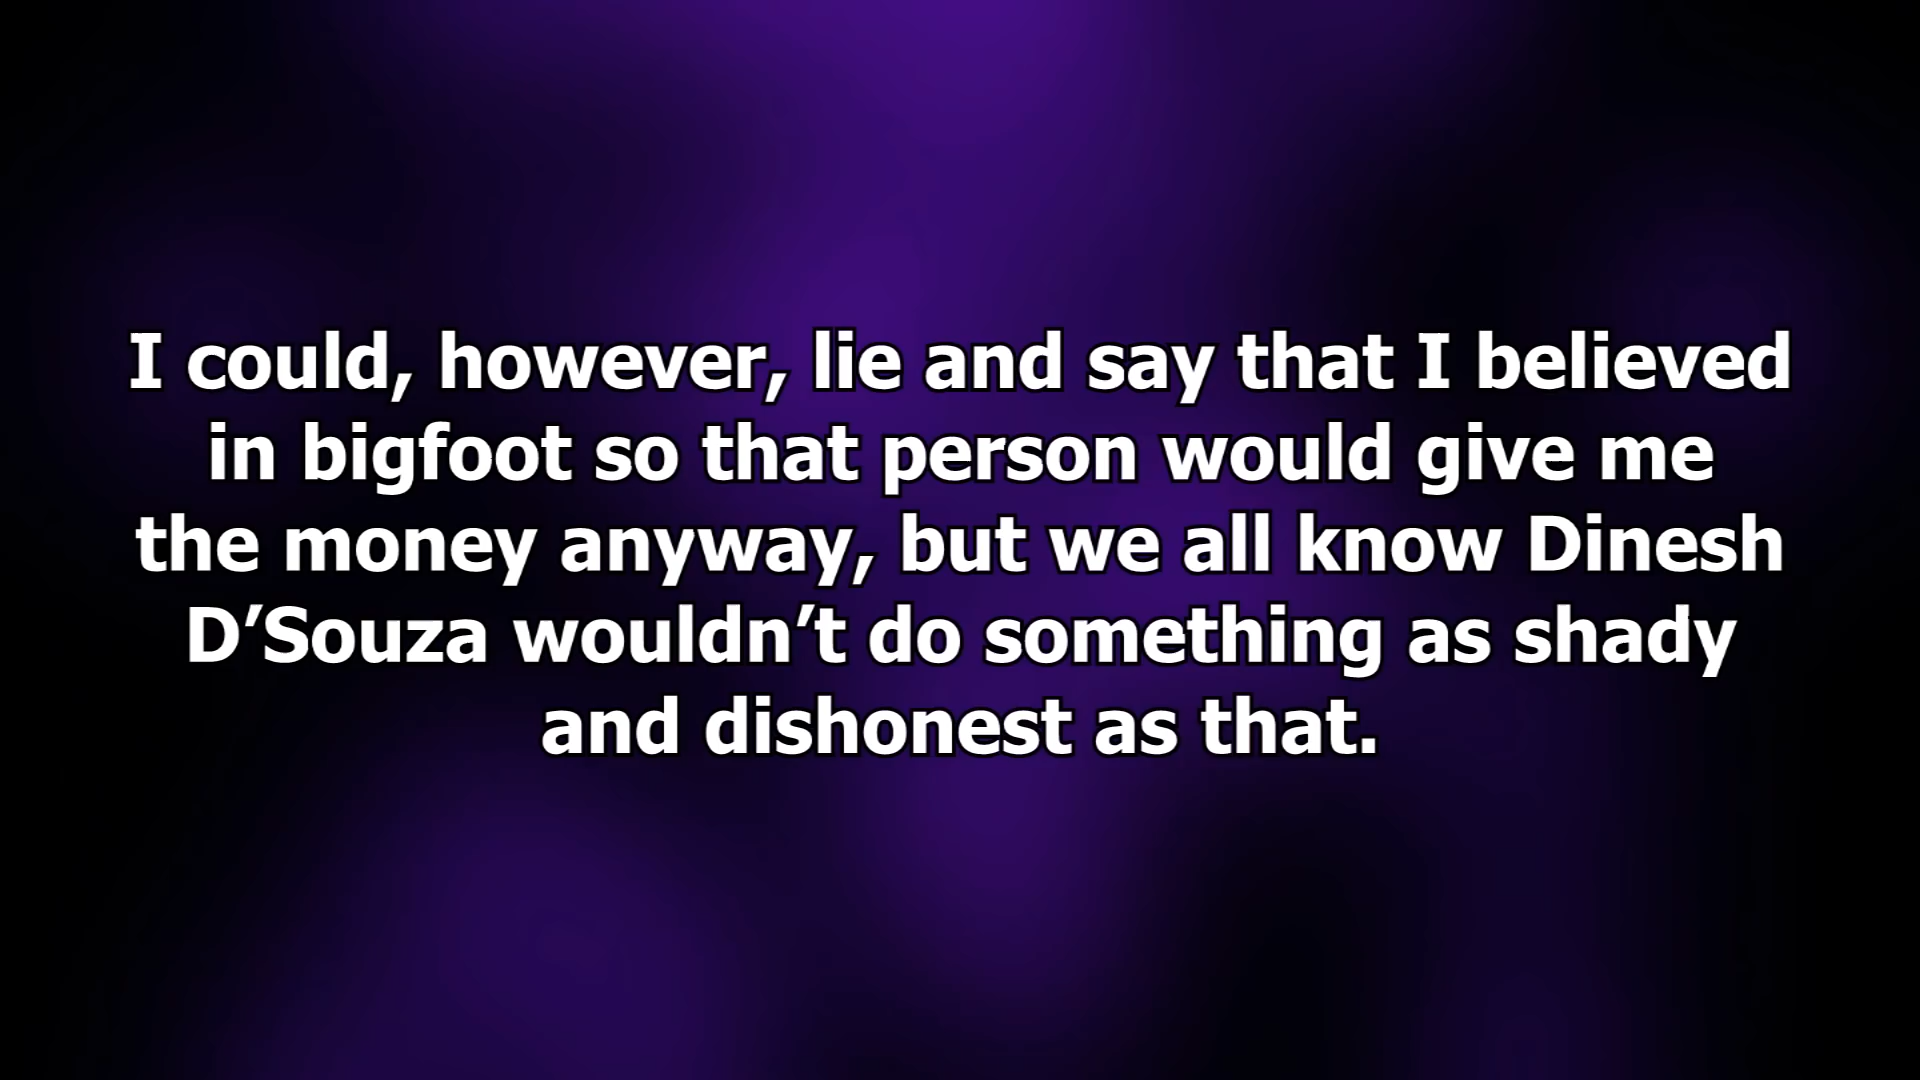 I could, however, lie and say that I believed
in bigfoot so that person would give me
the money anyway, but we all know Dinesh
D’Souza wouldn’t do something as shady
and dishonest as that.